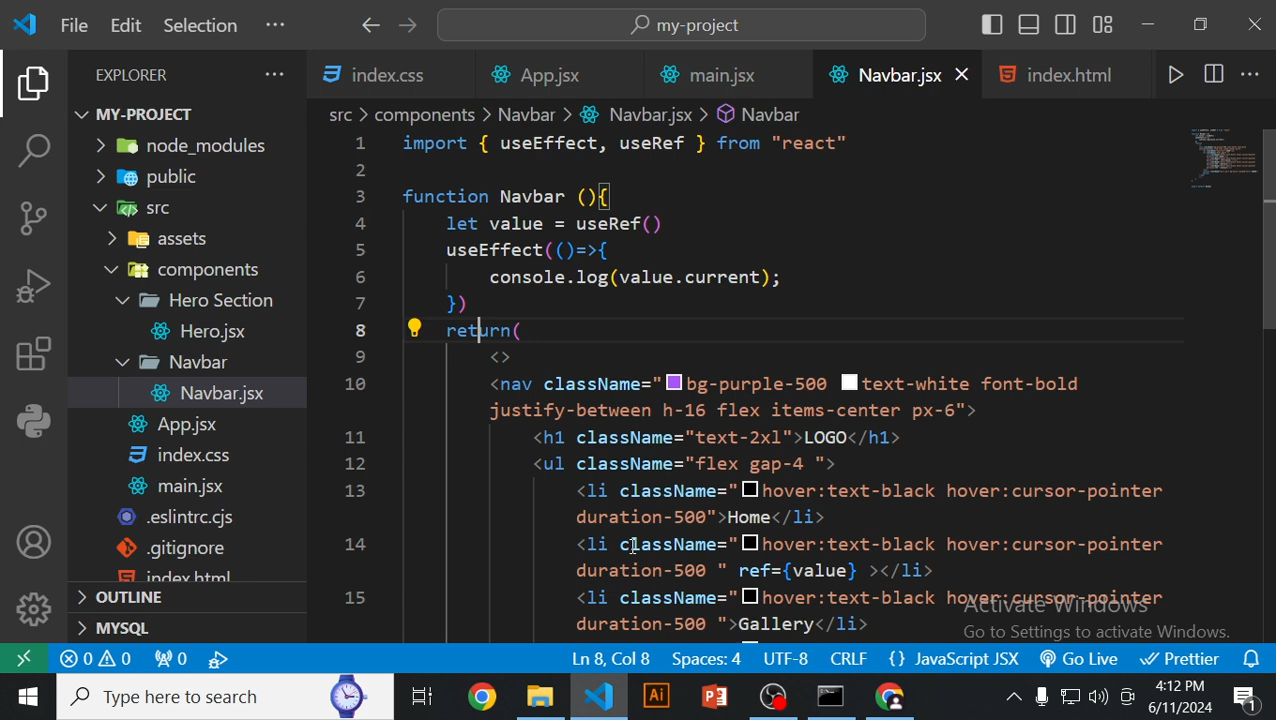 File Edit Selection ··· my-project
EXPLORER ··· index.css App.jsx main.jsx Navbar.jsx index.html ···
MY-PROJECT
node_modules
public
src
assets
components
Hero Section
Hero.jsx
Navbar
Navbar.jsx
App.jsx
index.css
main.jsx
.eslintrc.cjs
.gitignore
index.html
OUTLINE
MYSQL
src > components > Navbar > Navbar.jsx > Navbar
1 import { useEffect, useRef } from "react"
2
3 function Navbar (){
4 let value = useRef()
5 useEffect(()=>{
6 console.log(value.current);
7 })
8 return(
9 <>
10 <nav className="bg-purple-500 text-white font-bold
justify-between h-16 flex items-center px-6">
11 <h1 className="text-2xl">LOGO</h1>
12 <ul className="flex gap-4 ">
13 <li className="hover:text-black hover:cursor-pointer
duration-500">Home</li>
14 <li className="hover:text-black hover:cursor-pointer
duration-500 " ref={value} ></li>
15 <li className="hover:text-black hover:cursor-pointer
duration-500 ">Gallery</li>
Activate Windows
Go to Settings to activate Windows.
0 0 0 Ln 8, Col 8 Spaces: 4 UTF-8 CRLF {} JavaScript JSX Go Live Prettier
Type here to search Ai P 4:12 PM
6/11/2024 1